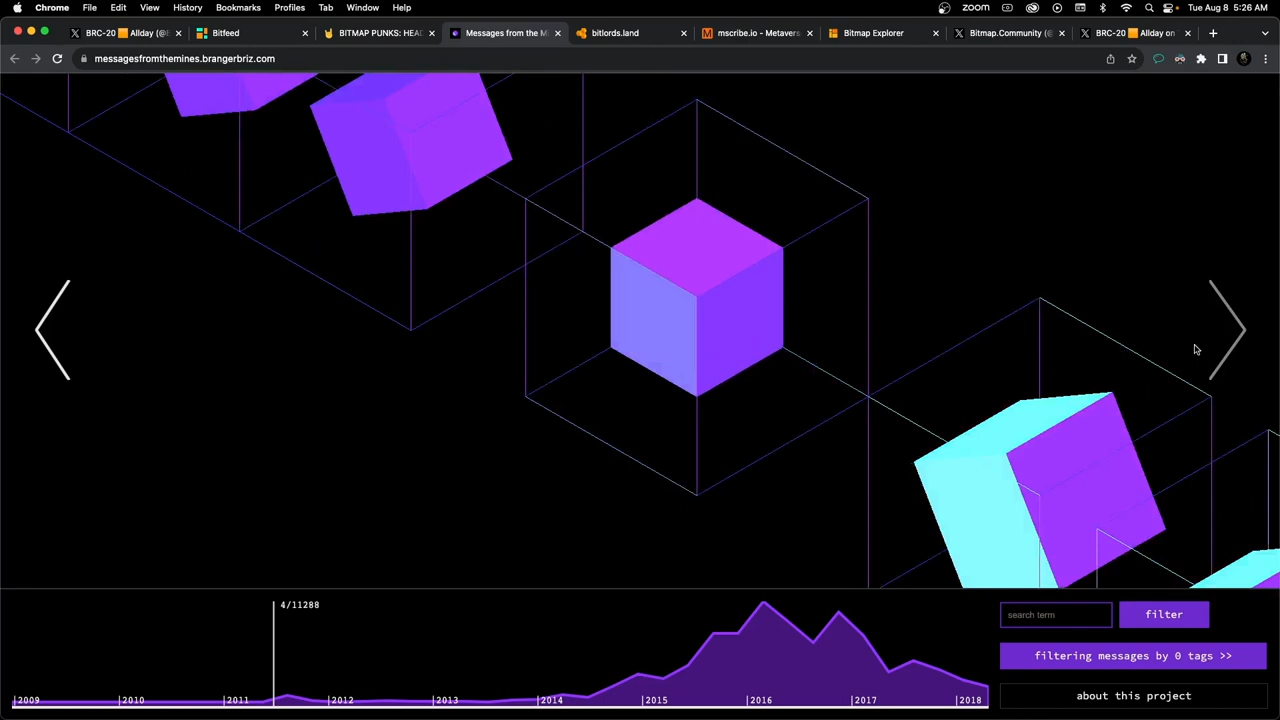 Chrome File Edit View History Bookmarks Profiles Tab Window Help zoom Tue Aug 8 5:26 AM
BRC-20 🟧 Allday (@E Bitfeed BITMAP PUNKS: HEAD Messages from the M bitlords.land mscribe.io - Metavers Bitmap Explorer Bitmap.Community (@ BRC-20 🟧 Allday on
messagesfromthemines.brangerbriz.com
4/11288
search term filter
filtering messages by 0 tags >>
about this project
2009 2010 2011 2012 2013 2014 2015 2016 2017 2018